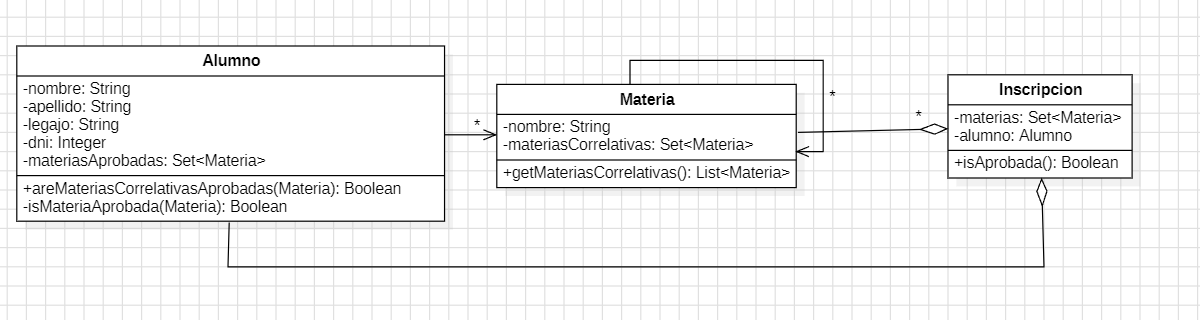 Alumno
-nombre: String
-apellido: String
-legajo: String
-dni: Integer
-materiasAprobadas: Set<Materia>
+areMateriasCorrelativasAprobadas(Materia): Boolean
-isMateriaAprobada(Materia): Boolean
*
Materia
-nombre: String
-materiasCorrelativas: Set<Materia>
+getMateriasCorrelativas(): List<Materia>
*
*
Inscripcion
-materias: Set<Materia>
-alumno: Alumno
+isAprobada(): Boolean